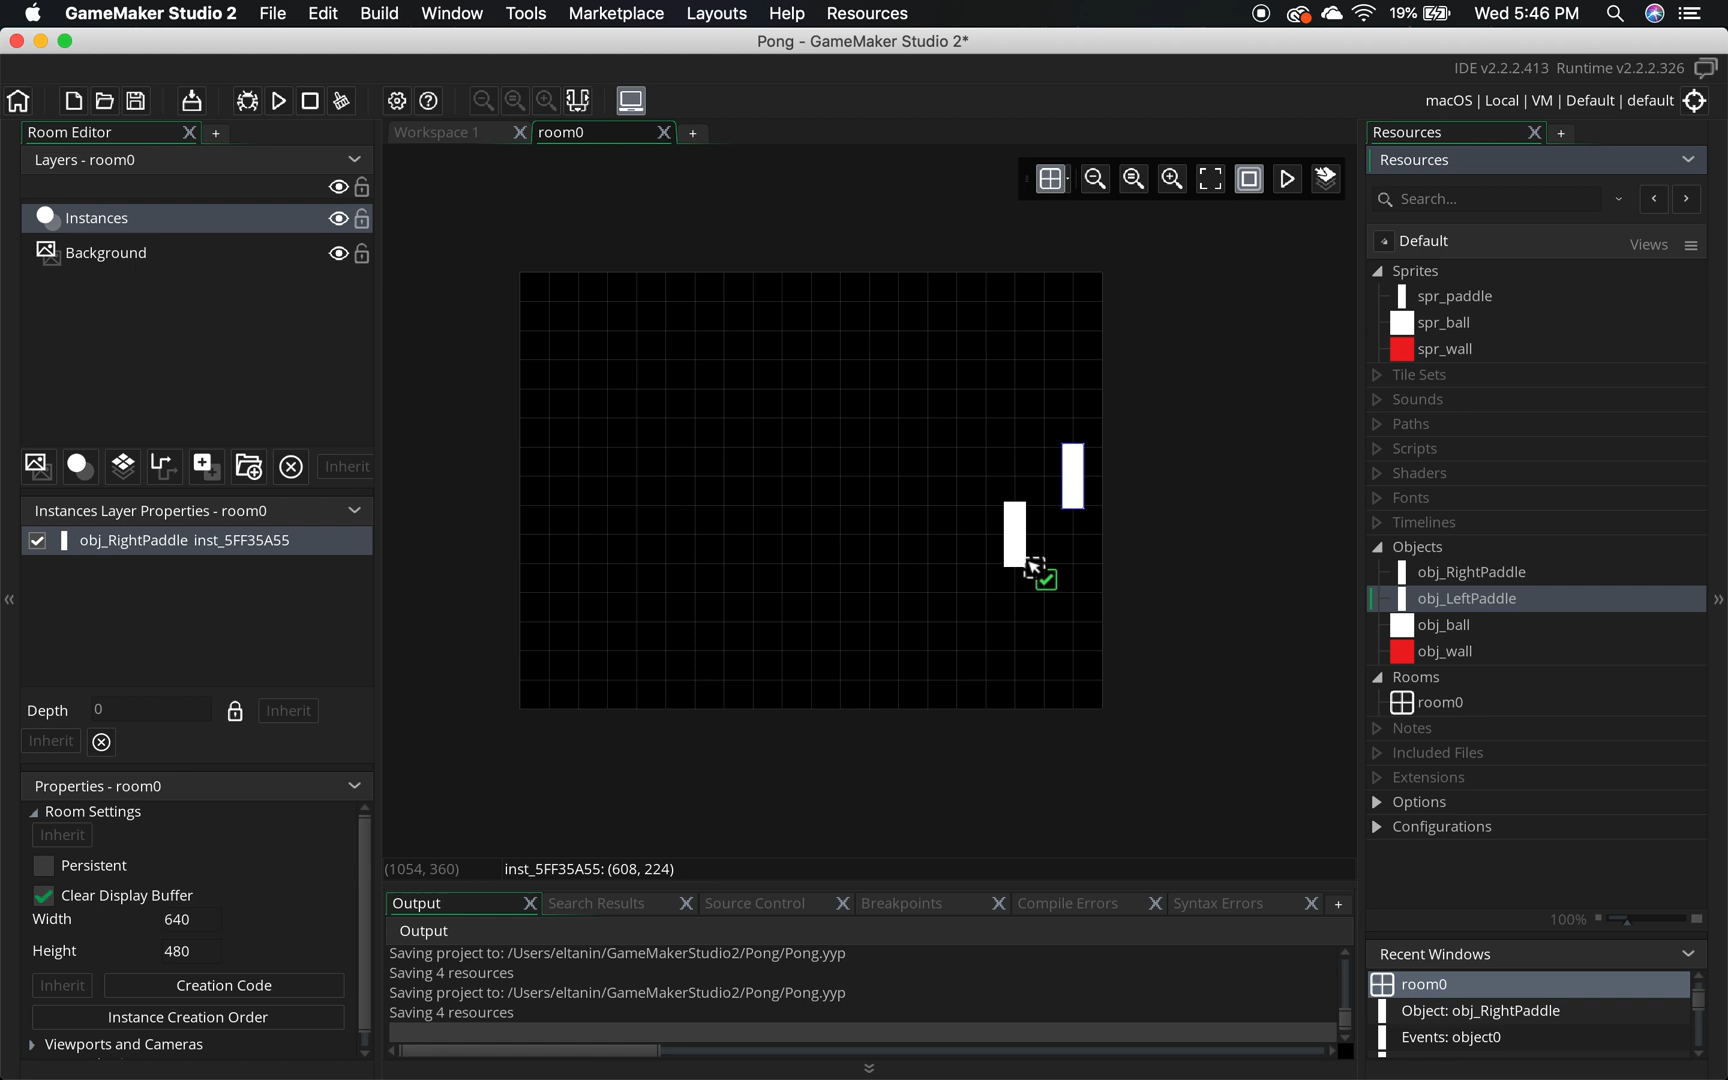 GameMaker Studio 2 File Edit Build Window Tools Marketplace Layouts Help Resources 19% Wed 5:46 PM
Pong - GameMaker Studio 2*
IDE v2.2.2.413 Runtime v2.2.2.326
macOS | Local | VM | Default | default
Room Editor
Layers - room0
Instances
Background
Inherit
Instances Layer Properties - room0
obj_RightPaddle inst_5FF35A55
Depth 0 Inherit
Inherit
Properties - room0
Room Settings
Inherit
Persistent
Clear Display Buffer
Width 640
Height 480
Inherit Creation Code
Instance Creation Order
Viewports and Cameras
Workspace 1 room0
(1054, 360) inst_5FF35A55: (608, 224)
Output Search Results Source Control Breakpoints Compile Errors Syntax Errors
Output
Saving project to: /Users/eltanin/GameMakerStudio2/Pong/Pong.yyp
Saving 4 resources
Saving project to: /Users/eltanin/GameMakerStudio2/Pong/Pong.yyp
Saving 4 resources
Resources
Resources
Search...
Default Views
Sprites
spr_paddle
spr_ball
spr_wall
Tile Sets
Sounds
Paths
Scripts
Shaders
Fonts
Timelines
Objects
obj_RightPaddle
obj_LeftPaddle
obj_ball
obj_wall
Rooms
room0
Notes
Included Files
Extensions
Options
Configurations
100%
Recent Windows
room0
Object: obj_RightPaddle
Events: object0